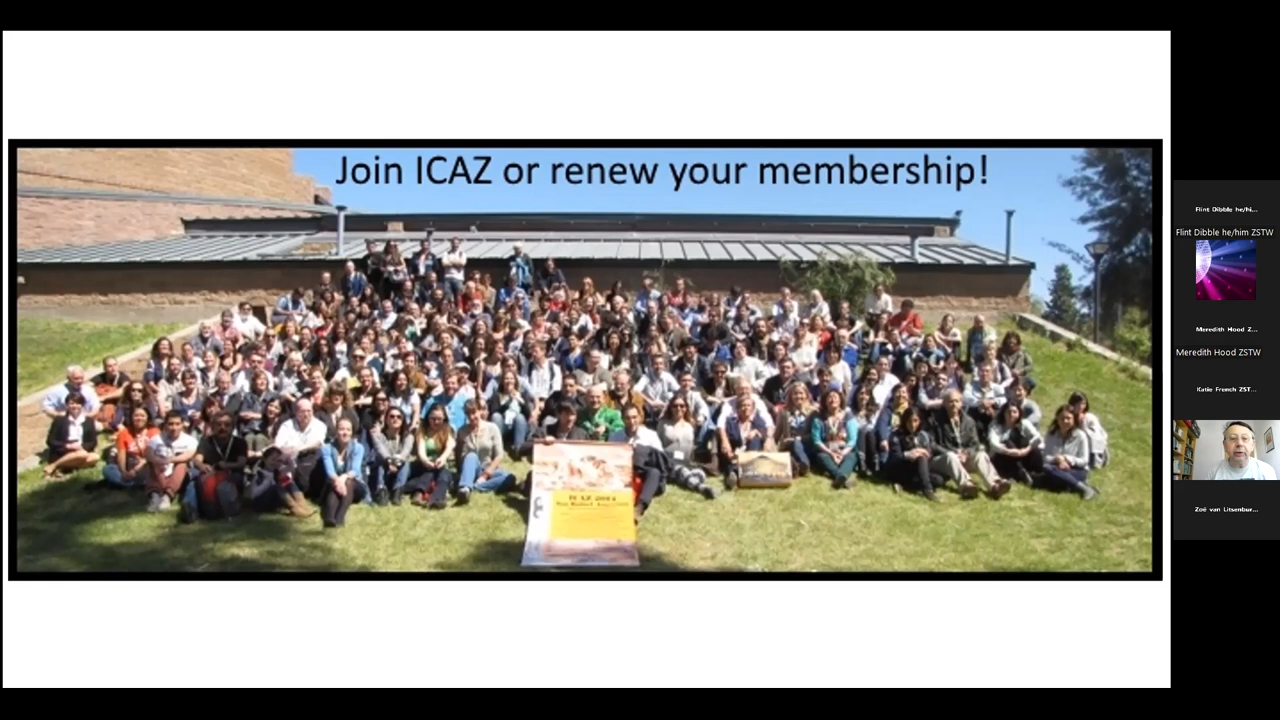 Join ICAZ or renew your membership!
Flint Dibble he/hi...
Flint Dibble he/him ZSTW
Meredith Hood Z...
Meredith Hood ZSTW
Katie French ZST...
Zoë van Litsenbur...